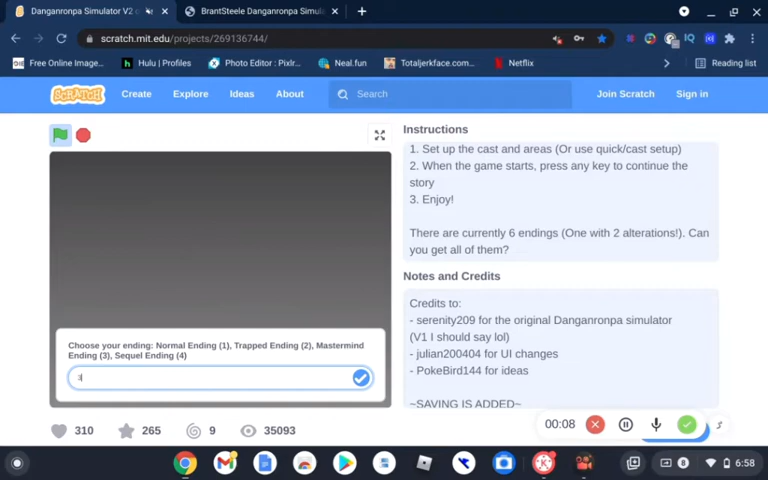 Danganronpa Simulator V2
BrantSteele Danganronpa Simul
scratch.mit.edu/projects/269136744/
Free Online Image...
Hulu | Profiles
Photo Editor : Pixlr...
Neal.fun
Totaljerkface.com...
Netflix
Reading list
SCRATCH
Create
Explore
Ideas
About
Search
Join Scratch
Sign in
Instructions
1. Set up the cast and areas (Or use quick/cast setup)
2. When the game starts, press any key to continue the
story
3. Enjoy!
There are currently 6 endings (One with 2 alterations!). Can
you get all of them?
Notes and Credits
Credits to:
- serenity209 for the original Danganronpa simulator
(V1 I should say lol)
- julian200404 for UI changes
- PokeBird144 for ideas
~SAVING IS ADDED~
Choose your ending: Normal Ending (1), Trapped Ending (2), Mastermind
Ending (3), Sequel Ending (4)
3
310
265
9
35093
00:08
8
6:58